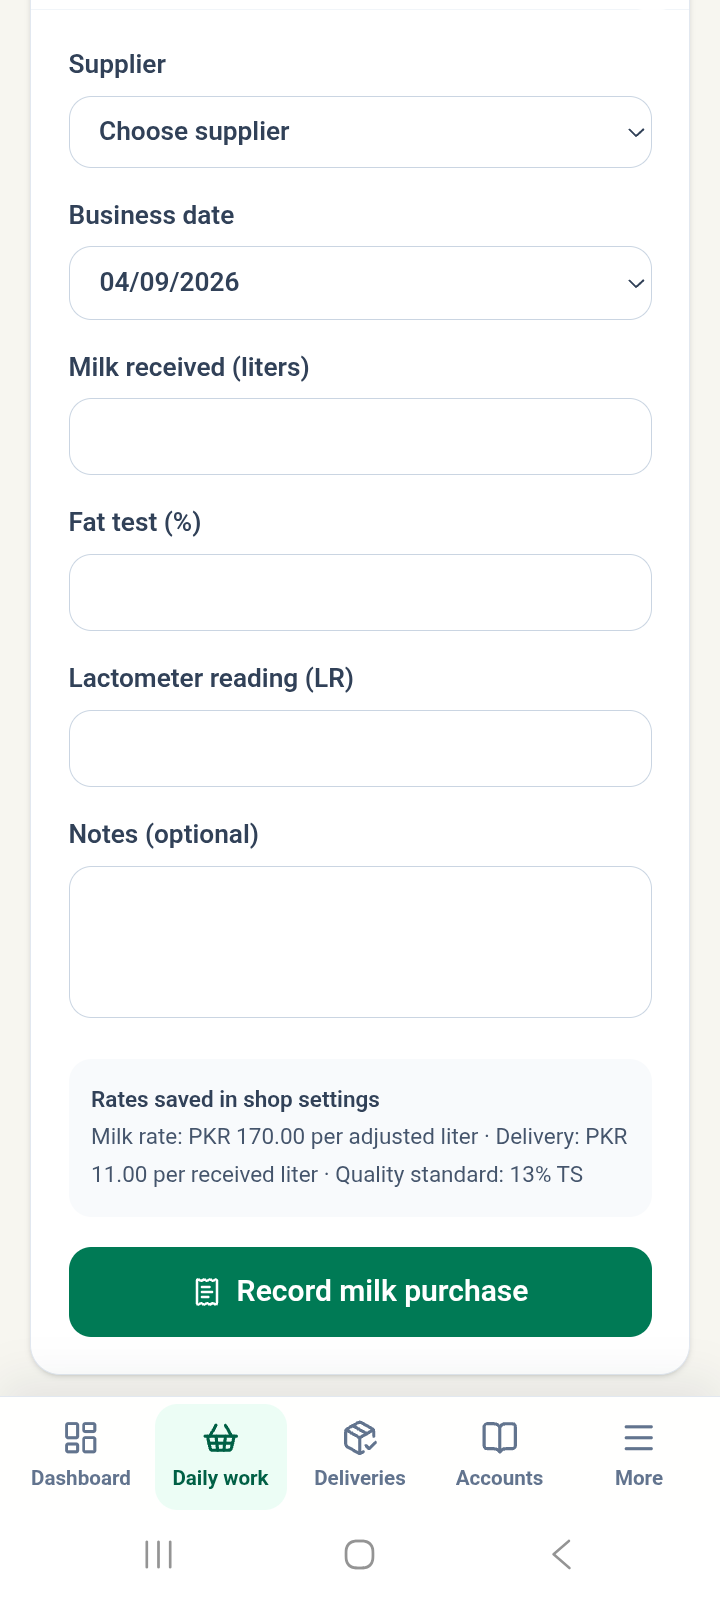 Supplier
Choose supplier
Business date
04/09/2026
Milk received (liters)
Fat test (%)
Lactometer reading (LR)
Notes (optional)
Rates saved in shop settings
Milk rate: PKR 170.00 per adjusted liter · Delivery: PKR
11.00 per received liter · Quality standard: 13% TS
Record milk purchase
Dashboard
Daily work
Deliveries
Accounts
More